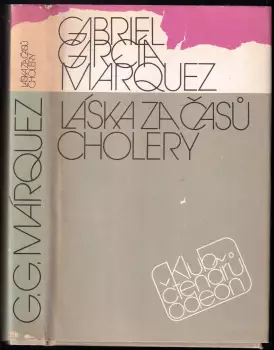 GABRIEL
GARCÍA
MÁRQUEZ
LÁSKA ZA ČASŮ
CHOLERY
Klub
čtenářů
odeon
G.G. MÁRQUEZ
LÁSKA ZA ČASŮ
CHOLERY